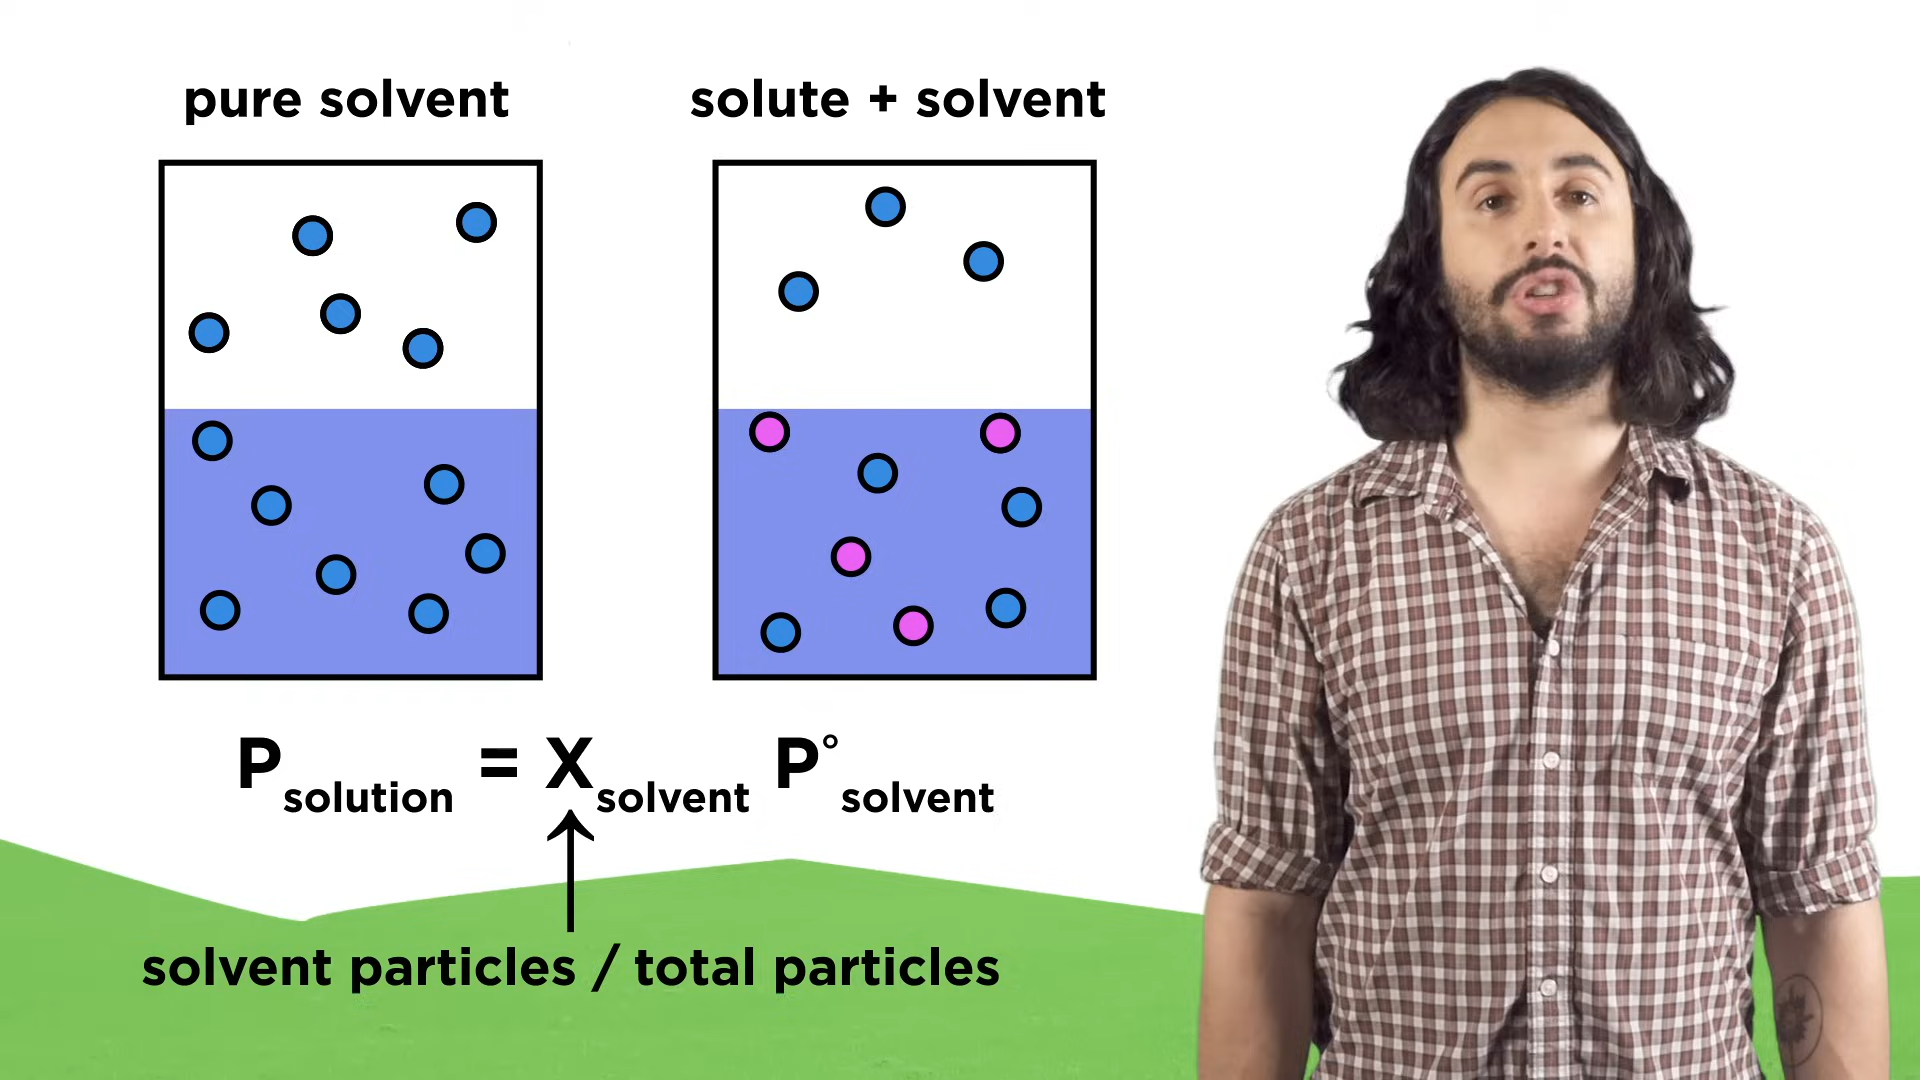 pure solvent
solute + solvent
P solution = X solvent P° solvent
solvent particles / total particles